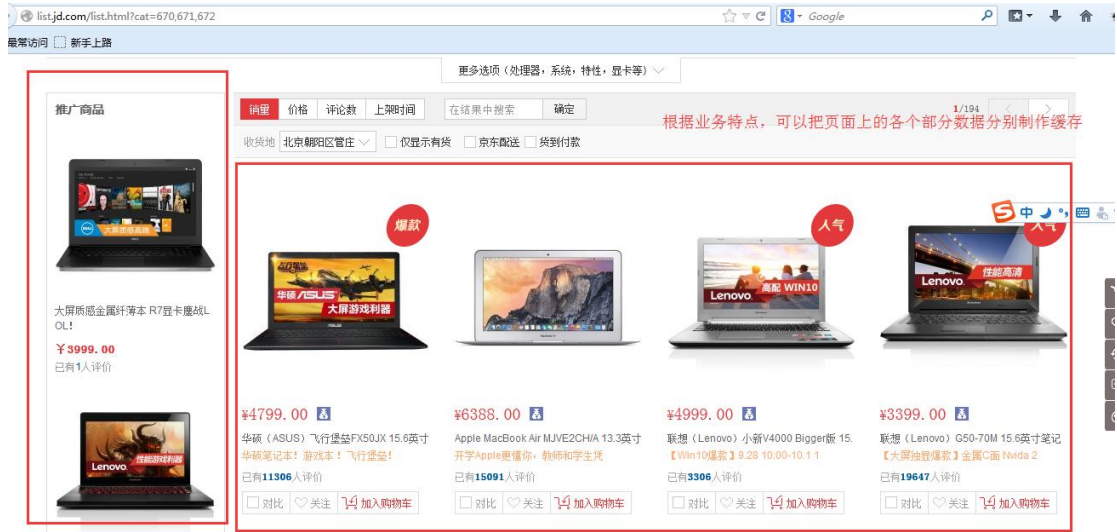 list.jd.com/list.html?cat=670,671,672
Google
最常访问 新手上路
更多选项（处理器，系统，特性，显卡等）
推广商品
销量 价格 评论数 上架时间 在结果中搜索 确定 1/194
根据业务特点，可以把页面上的各个部分数据分别制作缓存
收货地 北京朝阳区管庄 仅显示有货 京东配送 货到付款
中
爆款
人气
人气
DELL 大屏质感高端
华硕 /SUS
大屏游戏利器
ASUS
高配 WIN10
Lenovo
性能高清
Lenovo
大屏质感金属纤薄本 R7显卡鏖战L
OL!
￥3999.00
已有1人评价
Lenovo 性能游戏利器
¥4799.00
华硕（ASUS）飞行堡垒FX50JX 15.6英寸
华硕笔记本！游戏本！飞行堡垒！
已有11306人评价
对比 关注 加入购物车
¥6388.00
Apple MacBook Air MJVE2CH/A 13.3英寸
开学Apple更懂你，教师和学生凭
已有15091人评价
对比 关注 加入购物车
¥4999.00
联想（Lenovo）小新V4000 Bigger版 15.
【Win10爆款】9.28 10:00-10.1 1
已有3306人评价
对比 关注 加入购物车
¥3399.00
联想（Lenovo）G50-70M 15.6英寸笔记
【大屏独显爆款】金属C面 Nvida 2
已有19647人评价
对比 关注 加入购物车